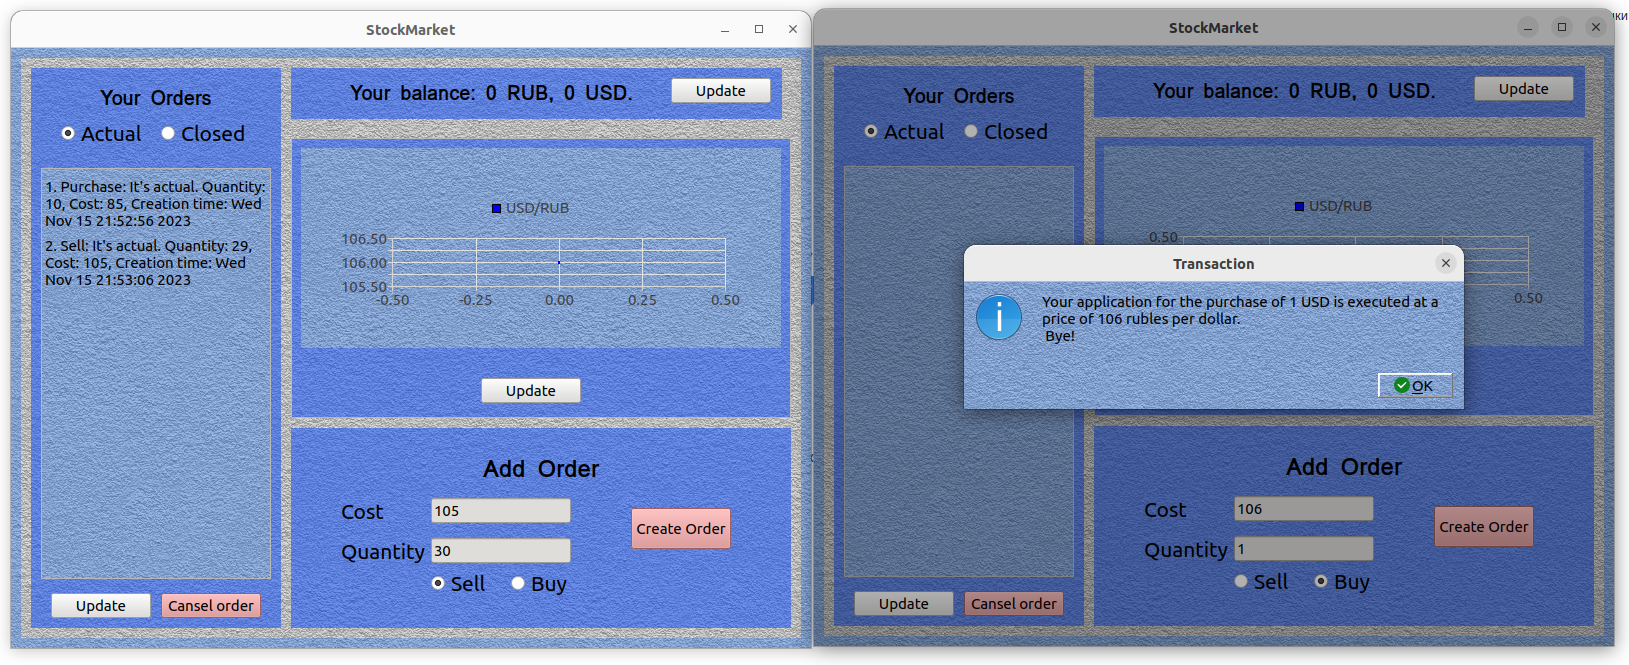 StockMarket
Your Orders
Actual Closed
1. Purchase: It's actual. Quantity:
10, Cost: 85, Creation time: Wed
Nov 15 21:52:56 2023
2. Sell: It's actual. Quantity: 29,
Cost: 105, Creation time: Wed
Nov 15 21:53:06 2023
Update Cansel order
Your balance: 0 RUB, 0 USD.
Update
USD/RUB
106.50
106.00
105.50
-0.50 -0.25 0.00 0.25 0.50
Update
Add Order
Cost 105
Quantity 30
Sell Buy
Create Order
StockMarket
Your Orders
Actual Closed
Update Cansel order
Your balance: 0 RUB, 0 USD.
Update
USD/RUB
0.50
0.50
Transaction
Your application for the purchase of 1 USD is executed at a
price of 106 rubles per dollar.
Bye!
OK
Add Order
Cost 106
Quantity 1
Sell Buy
Create Order